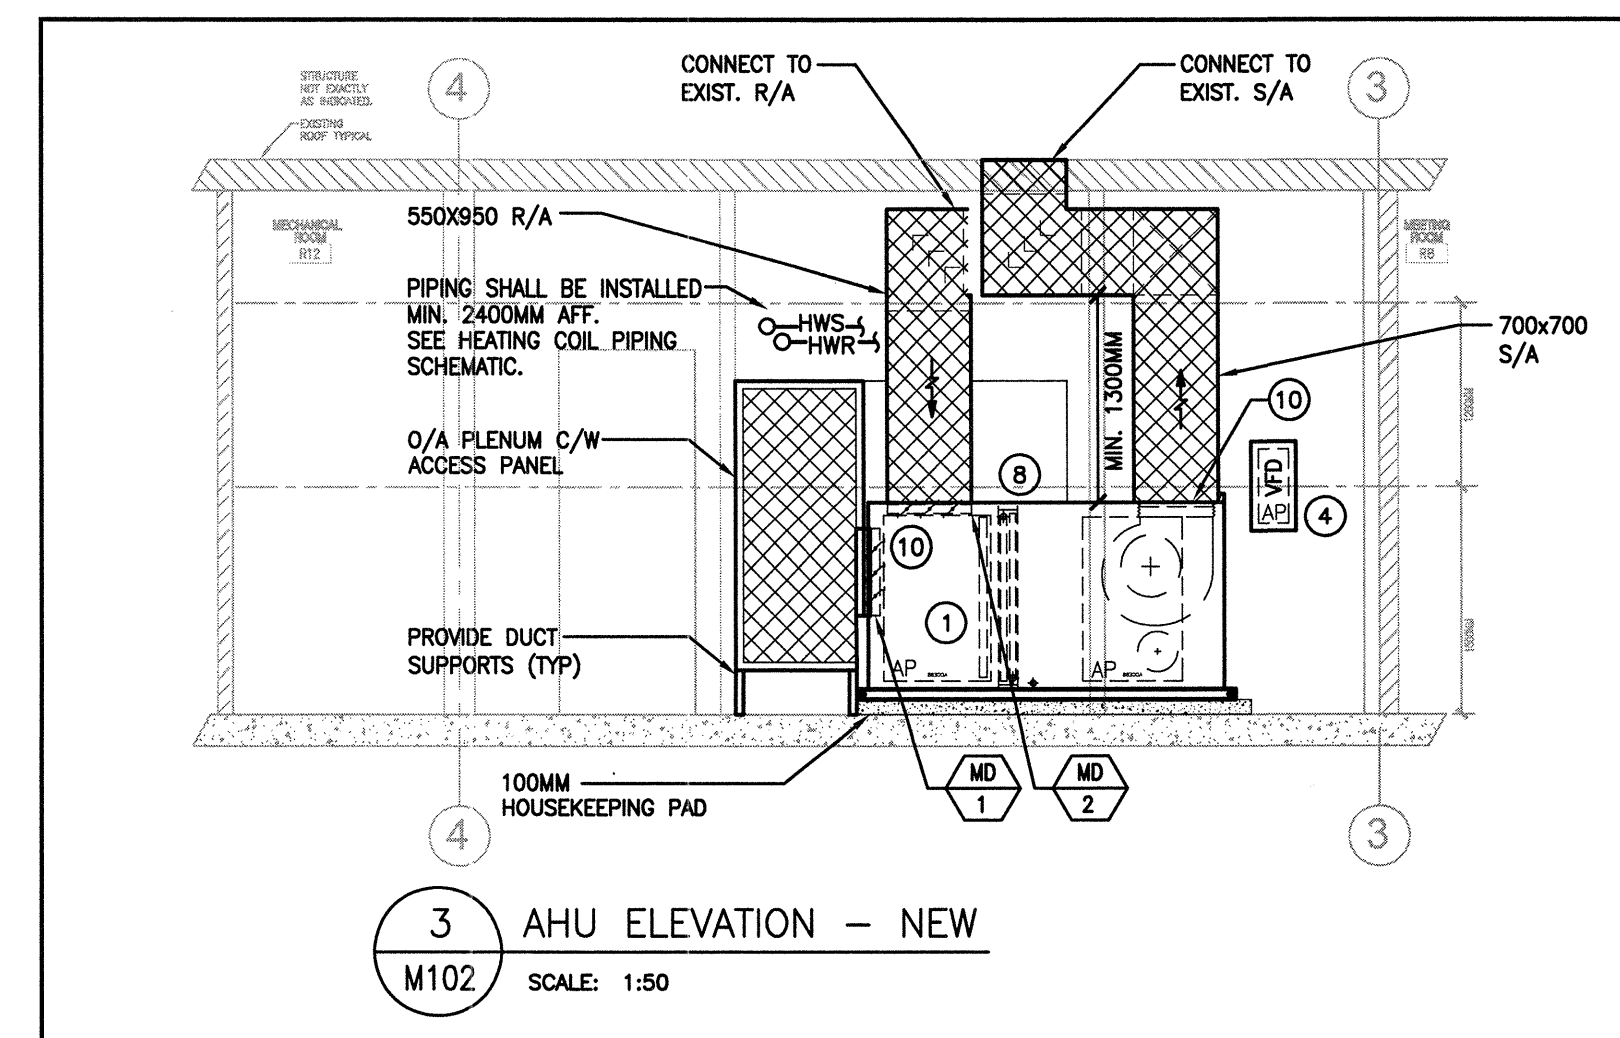 STRUCTURE
NOT EXACTLY
AS INDICATED.
EXISTING
ROOF TYPICAL
4
CONNECT TO
EXIST. R/A
CONNECT TO
EXIST. S/A
3
MECHANICAL
ROOM
R12
550X950 R/A
MEETING
ROOM
R8
PIPING SHALL BE INSTALLED
MIN. 2400MM AFF.
SEE HEATING COIL PIPING
SCHEMATIC.
HWS
HWR
MIN. 1300MM
700x700
S/A
10
O/A PLENUM C/W
ACCESS PANEL
8
VFD
AP
4
10
1
PROVIDE DUCT
SUPPORTS (TYP)
AP
AP
100MM
HOUSEKEEPING PAD
MD
1
MD
2
4
3
3
M102
AHU ELEVATION – NEW
SCALE: 1:50